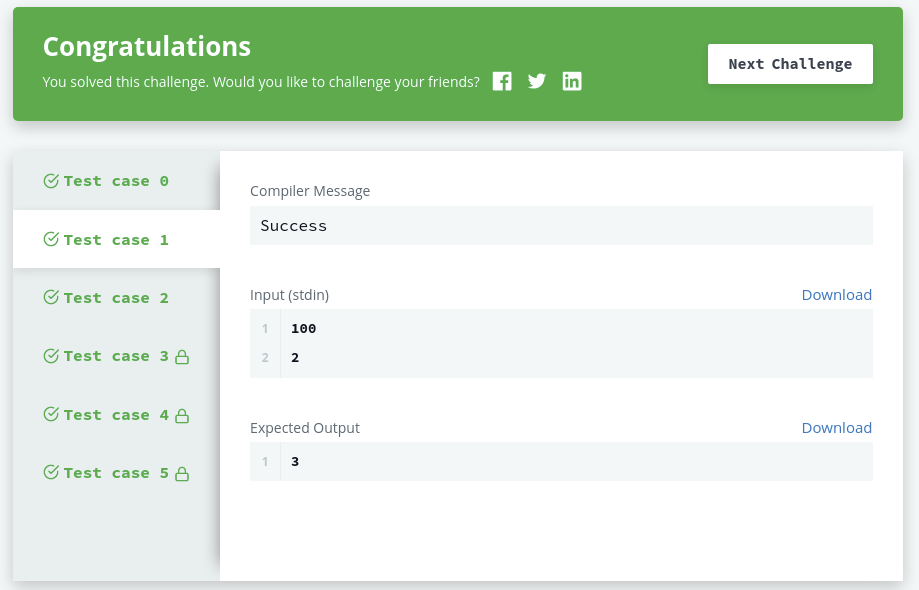 Congratulations
You solved this challenge. Would you like to challenge your friends?
Next Challenge
Test case 0
Test case 1
Test case 2
Test case 3
Test case 4
Test case 5
Compiler Message
Success
Input (stdin)
Download
1 100
2 2
Expected Output
Download
1 3